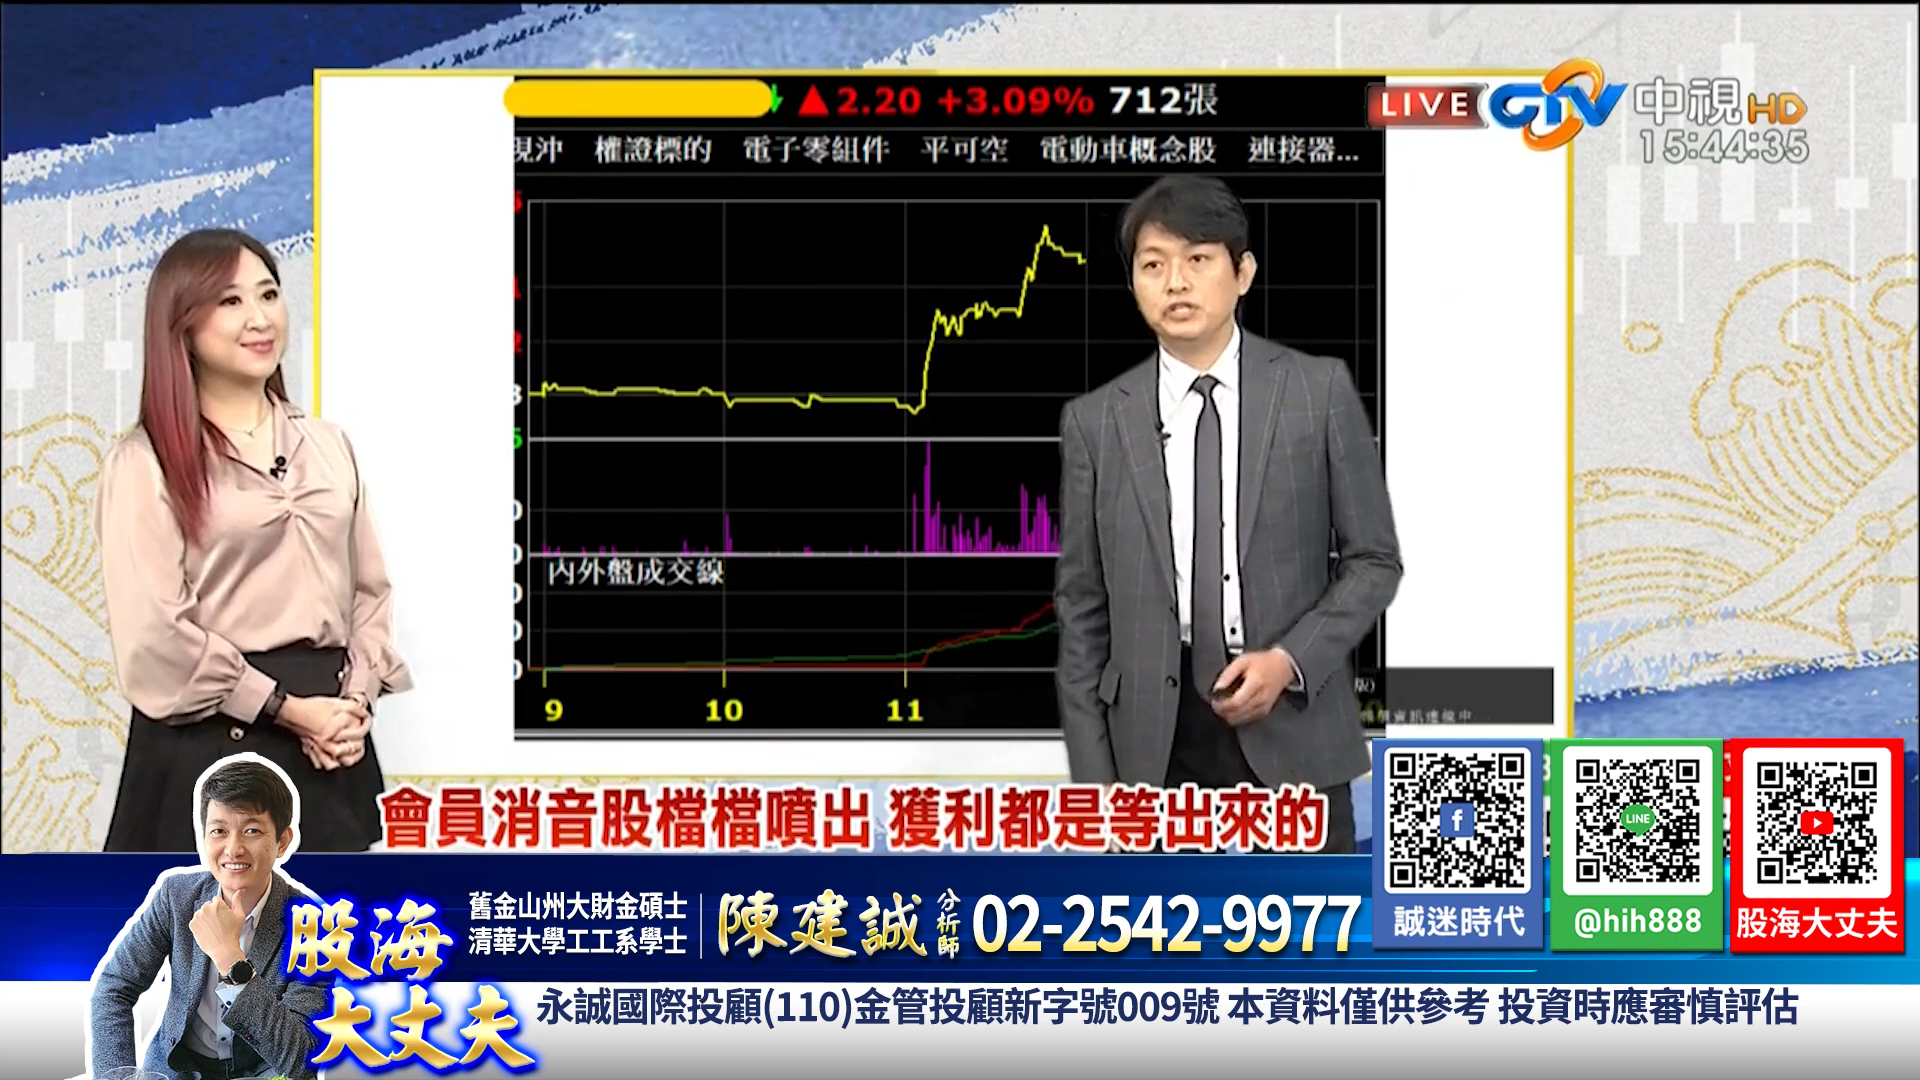 ▲2.20 +3.09% 712張
現沖 權證標的 電子零組件 平可空 電動車概念股 連接器...
LIVE CTV 中視HD
15:44:35
內外盤成交線
9 10 11
會員消音股檔檔噴出 獲利都是等出來的
股海大丈夫
舊金山州大財金碩士
清華大學工工系學士
陳建誠 分析師 02-2542-9977
誠迷時代
LINE
@hih888
股海大丈夫
永誠國際投顧(110)金管投顧新字號009號 本資料僅供參考 投資時應審慎評估